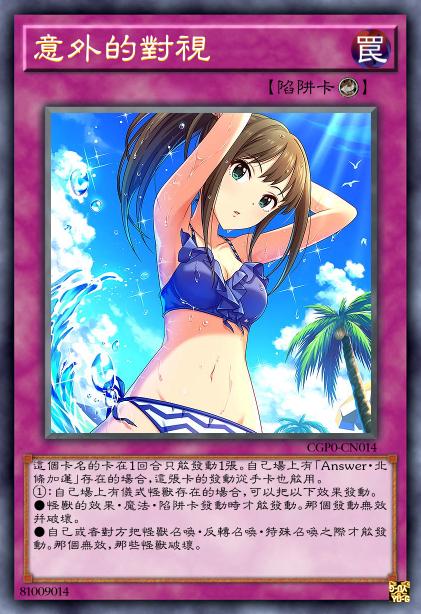 意外的對視
罠
【陷阱卡】
CGP0-CN014
這個卡名的卡在1回合只能發動1張。自己場上有「Answer·北
條加蓮」存在的場合，這張卡的發動從手卡也能用。
①：自己場上有儀式怪獸存在的場合，可以把以下效果發動。
●怪獸的效果·魔法·陷阱卡發動時才能發動。那個發動無效
并破壞。
●自己或者對方把怪獸召喚·反轉召喚·特殊召喚之際才能發
動。那個無效，那些怪獸破壞。
81009014